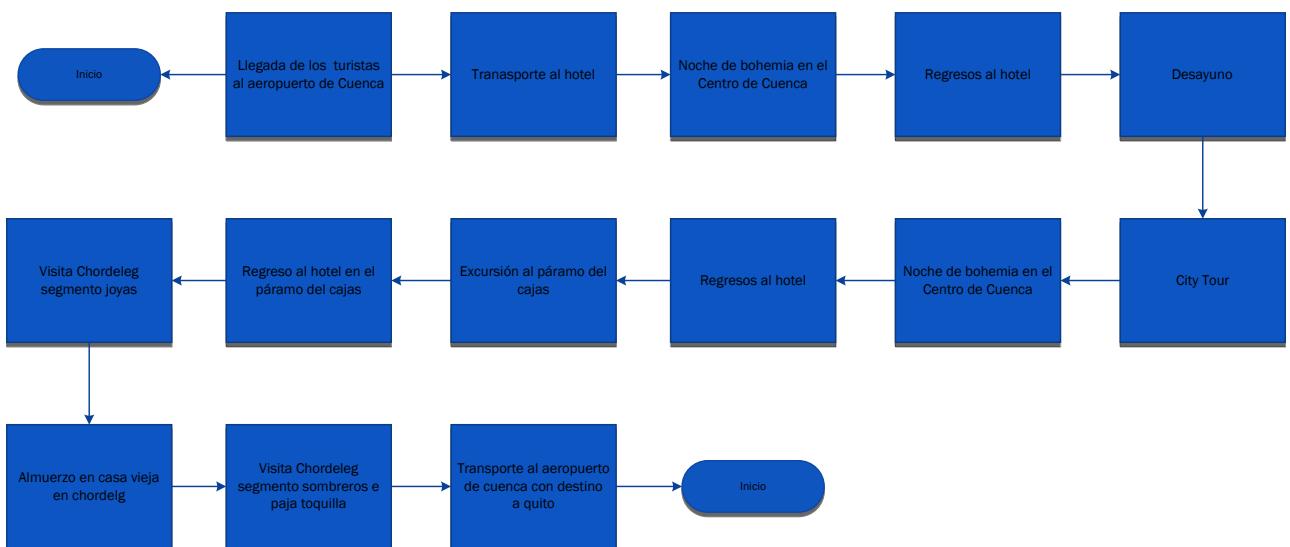 Inicio
Llegada de los turistas
al aeropuerto de Cuenca
Tranasporte al hotel
Noche de bohemia en el
Centro de Cuenca
Regresos al hotel
Desayuno
City Tour
Noche de bohemia en el
Centro de Cuenca
Regresos al hotel
Excursión al páramo del
cajas
Regreso al hotel en el
páramo del cajas
Visita Chordeleg
segmento joyas
Almuerzo en casa vieja
en chordelg
Visita Chordeleg
segmento sombreros e
paja toquilla
Transporte al aeropuerto
de cuenca con destino
a quito
Inicio